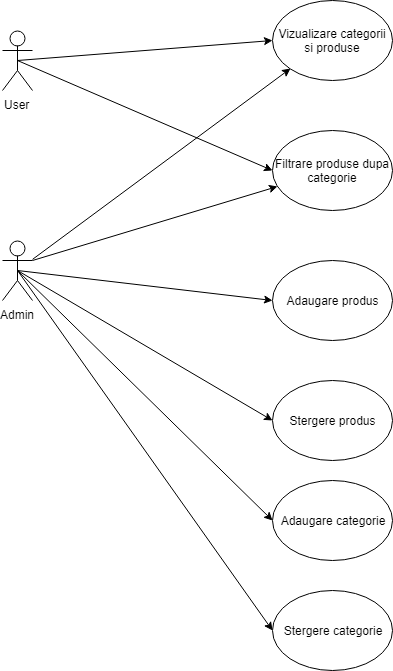 Vizualizare categorii
si produse
User
Filtrare produse dupa
categorie
Admin
Adaugare produs
Stergere produs
Adaugare categorie
Stergere categorie